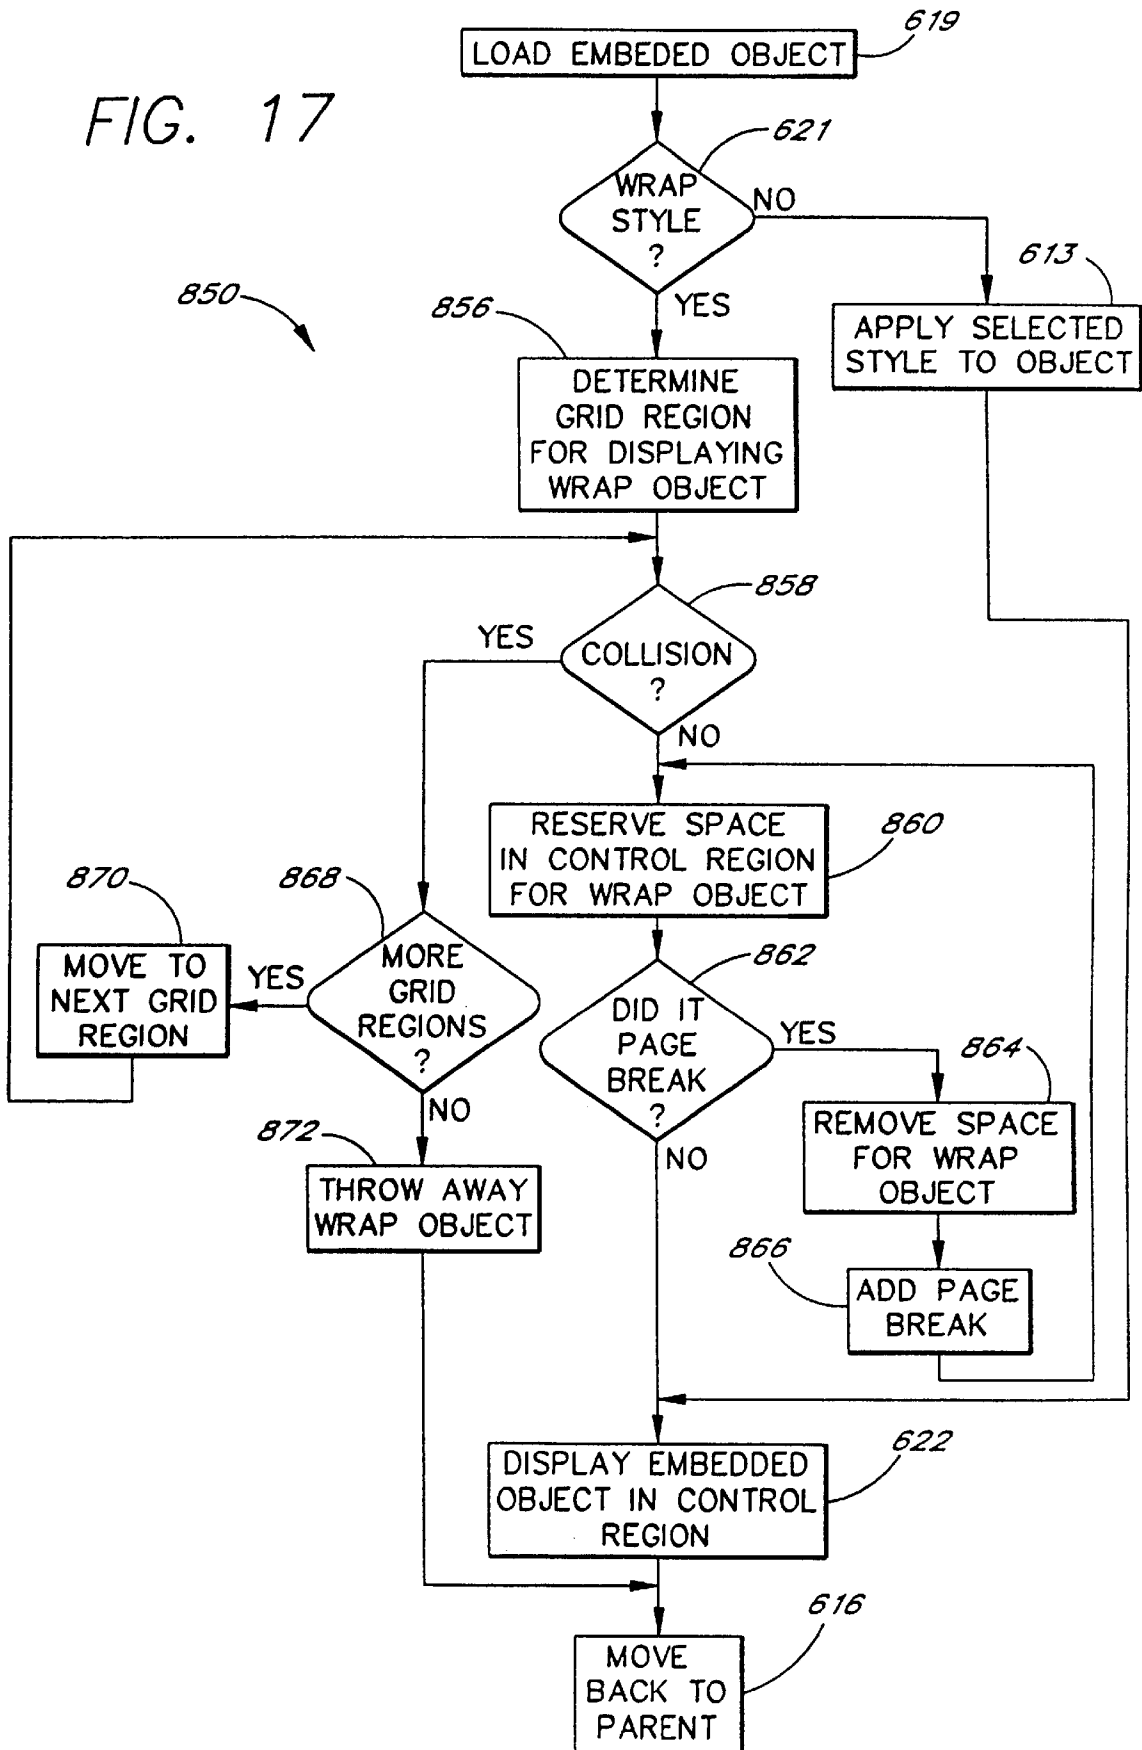 619
LOAD EMBEDED OBJECT
FIG. 17
621
WRAP
STYLE
?
NO
YES
613
APPLY SELECTED
STYLE TO OBJECT
850
856
DETERMINE
GRID REGION
FOR DISPLAYING
WRAP OBJECT
858
COLLISION
?
YES
NO
860
RESERVE SPACE
IN CONTROL REGION
FOR WRAP OBJECT
870
MOVE TO
NEXT GRID
REGION
868
YES
MORE
GRID
REGIONS
?
NO
862
DID IT
PAGE
BREAK
?
YES
NO
864
REMOVE SPACE
FOR WRAP
OBJECT
872
THROW AWAY
WRAP OBJECT
866
ADD PAGE
BREAK
622
DISPLAY EMBEDDED
OBJECT IN CONTROL
REGION
616
MOVE
BACK TO
PARENT